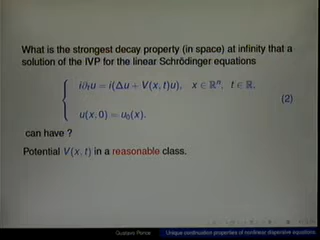 What is the strongest decay property (in space) at infinity that a
solution of the IVP for the linear Schrödinger equations
i∂ₜu = i(Δu + V(x, t)u), x ∈ ℝⁿ, t ∈ ℝ,
(2)
u(x, 0) = u₀(x).
can have ?
Potential V(x, t) in a reasonable class.
Gustavo Ponce Unique continuation properties of nonlinear dispersive equations